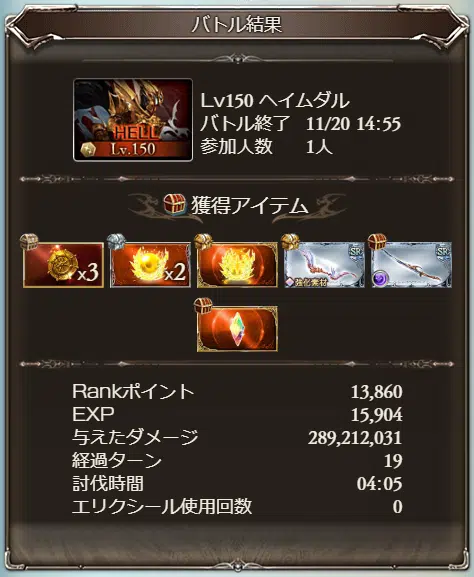 バトル結果
HELL
Lv.150
Lv150 ヘイムダル
バトル終了 11/20 14:55
参加人数 1人
獲得アイテム
x3
x2
SR
強化素材
SR
Rankポイント 13,860
EXP 15,904
与えたダメージ 289,212,031
経過ターン 19
討伐時間 04:05
エリクシール使用回数 0